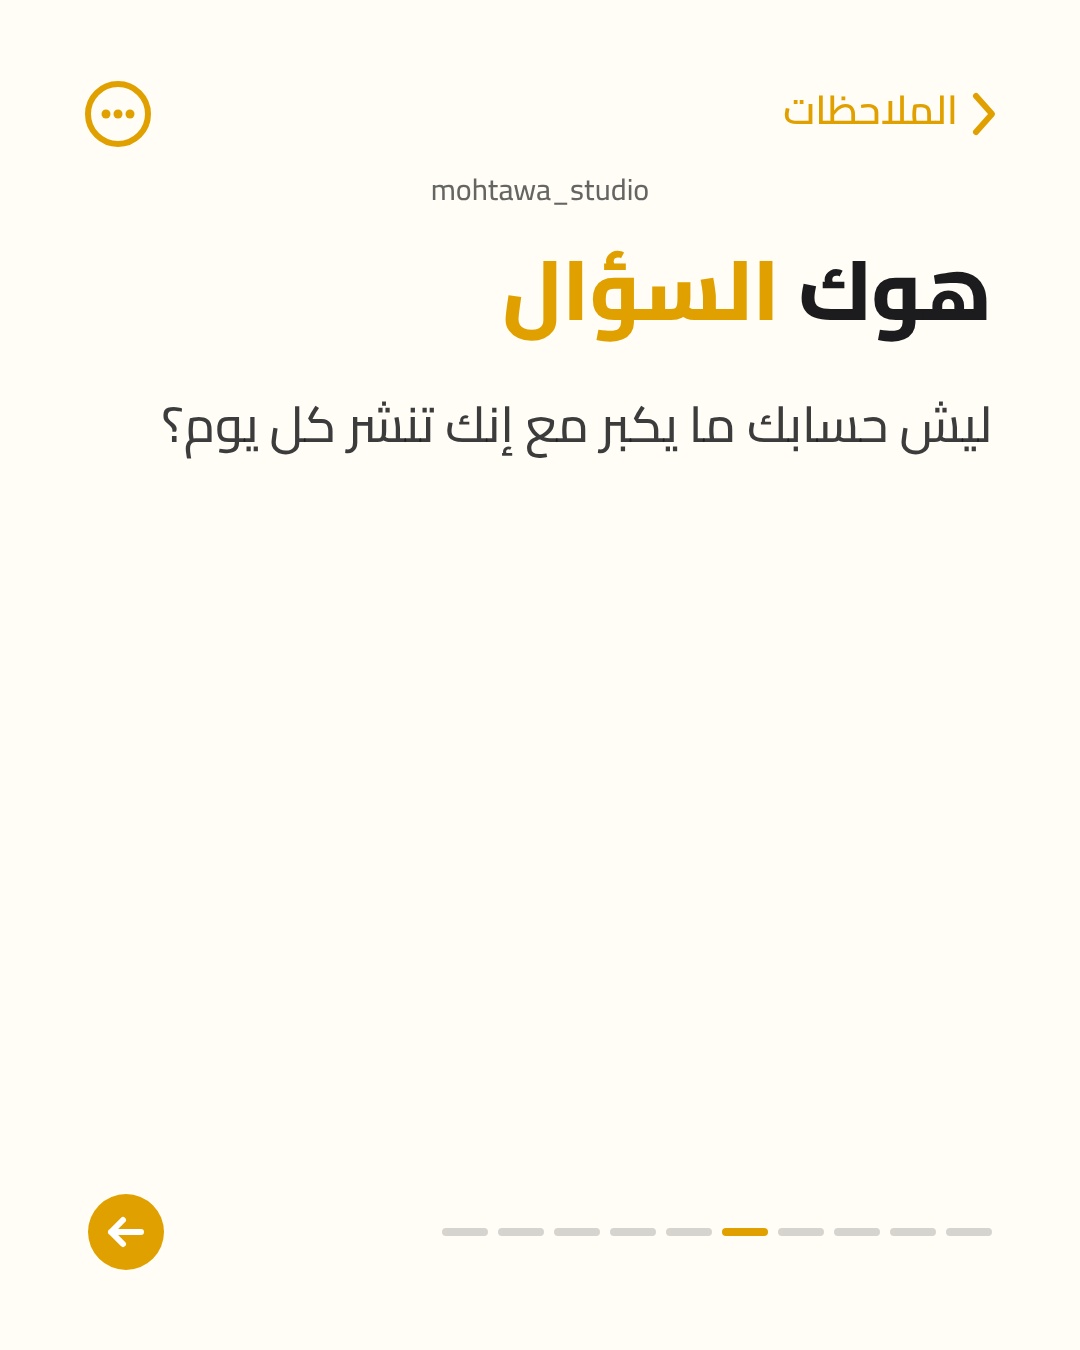 الملاحظات
mohtawa_studio
هوك السؤال
ليش حسابك ما يكبر مع إنك تنشر كل يوم؟